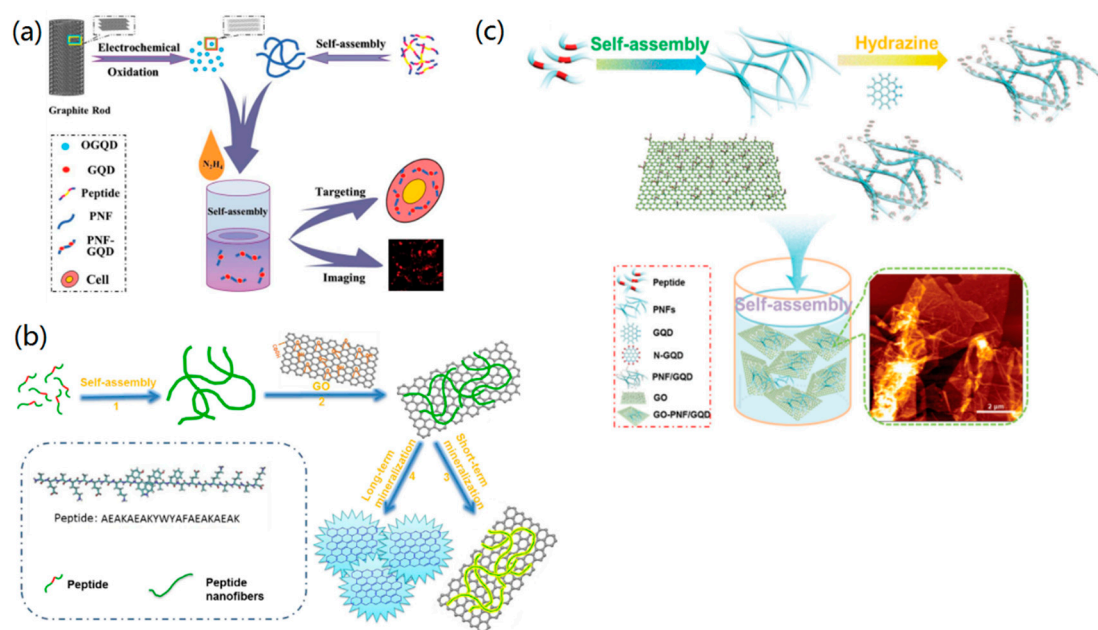 (a)
Electrochemical
Oxidation
Self-assembly
Graphite Rod
OGQD
GQD
Peptide
PNF
PNF-
GQD
Cell
N₂H₄
Self-assembly
Targeting
Imaging
(b)
Self-assembly
1
GO
2
Long-term
mineralization
4
Short-term
mineralization
3
Peptide: AEAKAEAKYWYAFAEAKAEAK
Peptide
Peptide
nanofibers
(c)
Self-assembly
Hydrazine
Peptide
PNFs
GQD
N-GQD
PNF/GQD
GO
GO-PNF/GQD
Self-assembly
2 μm